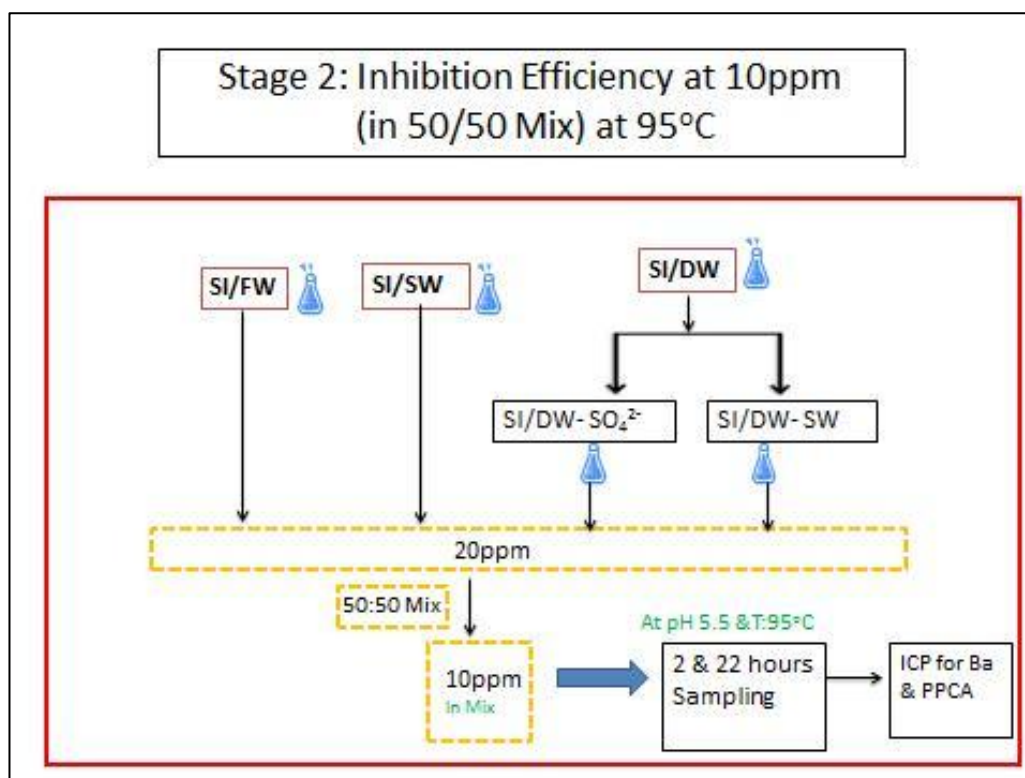 Stage 2: Inhibition Efficiency at 10ppm
(in 50/50 Mix) at 95°C
SI/FW
SI/SW
SI/DW
SI/DW- SO₄²⁻
SI/DW- SW
20ppm
50:50 Mix
10ppm
In Mix
At pH 5.5 &T:95°C
2 & 22 hours
Sampling
ICP for Ba
& PPCA